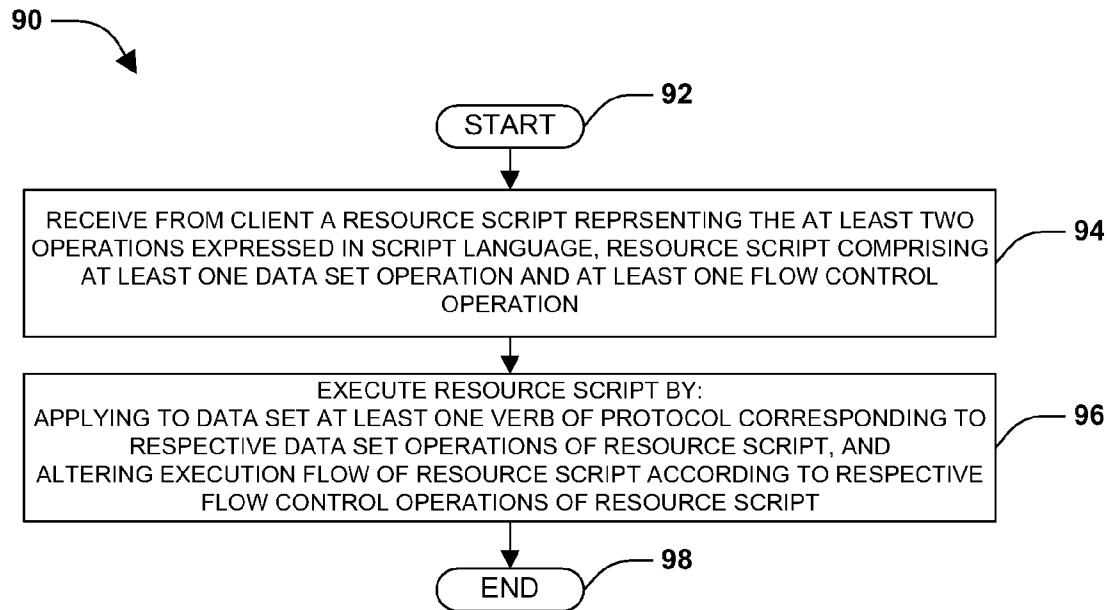 90
92
START
RECEIVE FROM CLIENT A RESOURCE SCRIPT REPRSENTING THE AT LEAST TWO
OPERATIONS EXPRESSED IN SCRIPT LANGUAGE, RESOURCE SCRIPT COMPRISING
AT LEAST ONE DATA SET OPERATION AND AT LEAST ONE FLOW CONTROL
OPERATION
94
EXECUTE RESOURCE SCRIPT BY:
APPLYING TO DATA SET AT LEAST ONE VERB OF PROTOCOL CORRESPONDING TO
RESPECTIVE DATA SET OPERATIONS OF RESOURCE SCRIPT, AND
ALTERING EXECUTION FLOW OF RESOURCE SCRIPT ACCORDING TO RESPECTIVE
FLOW CONTROL OPERATIONS OF RESOURCE SCRIPT
96
98
END